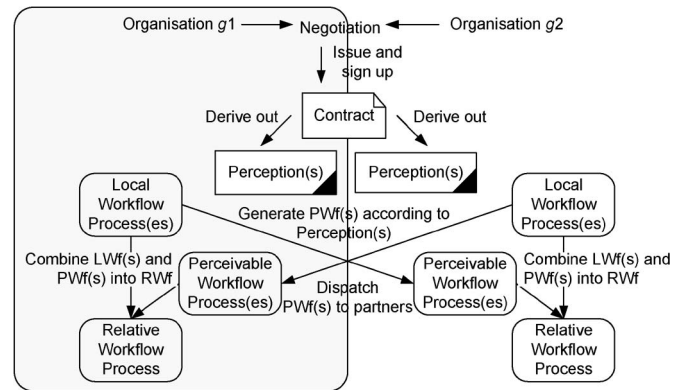 Organisation g1
Negotiation
Organisation g2
Issue and
sign up
Contract
Derive out
Derive out
Perception(s)
Perception(s)
Local
Workflow
Process(es)
Generate PWf(s) according to
Perception(s)
Local
Workflow
Process(es)
Combine LWf(s) and
PWf(s) into RWf
Perceivable
Workflow
Process(es)
Dispatch
PWf(s) to partners
Perceivable
Workflow
Process(es)
Combine LWf(s) and
PWf(s) into RWf
Relative
Workflow
Process
Relative
Workflow
Process